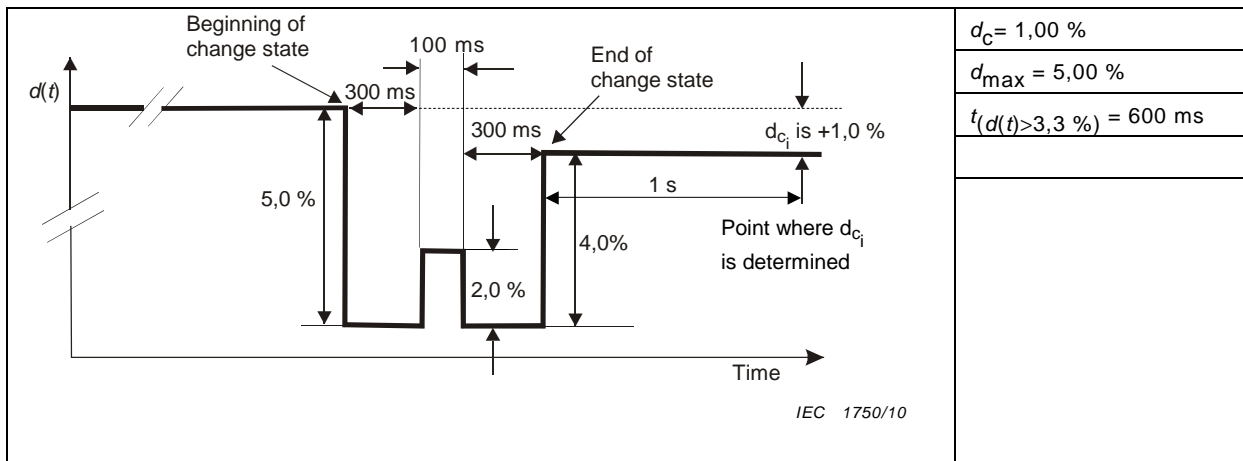 Beginning of
change state
100 ms
End of
change state
d(t)
300 ms
300 ms
dci is +1,0 %
5,0 %
1 s
4,0%
Point where dci
is determined
2,0 %
Time
IEC 1750/10
dc= 1,00 %
dmax = 5,00 %
t(d(t)>3,3 %) = 600 ms